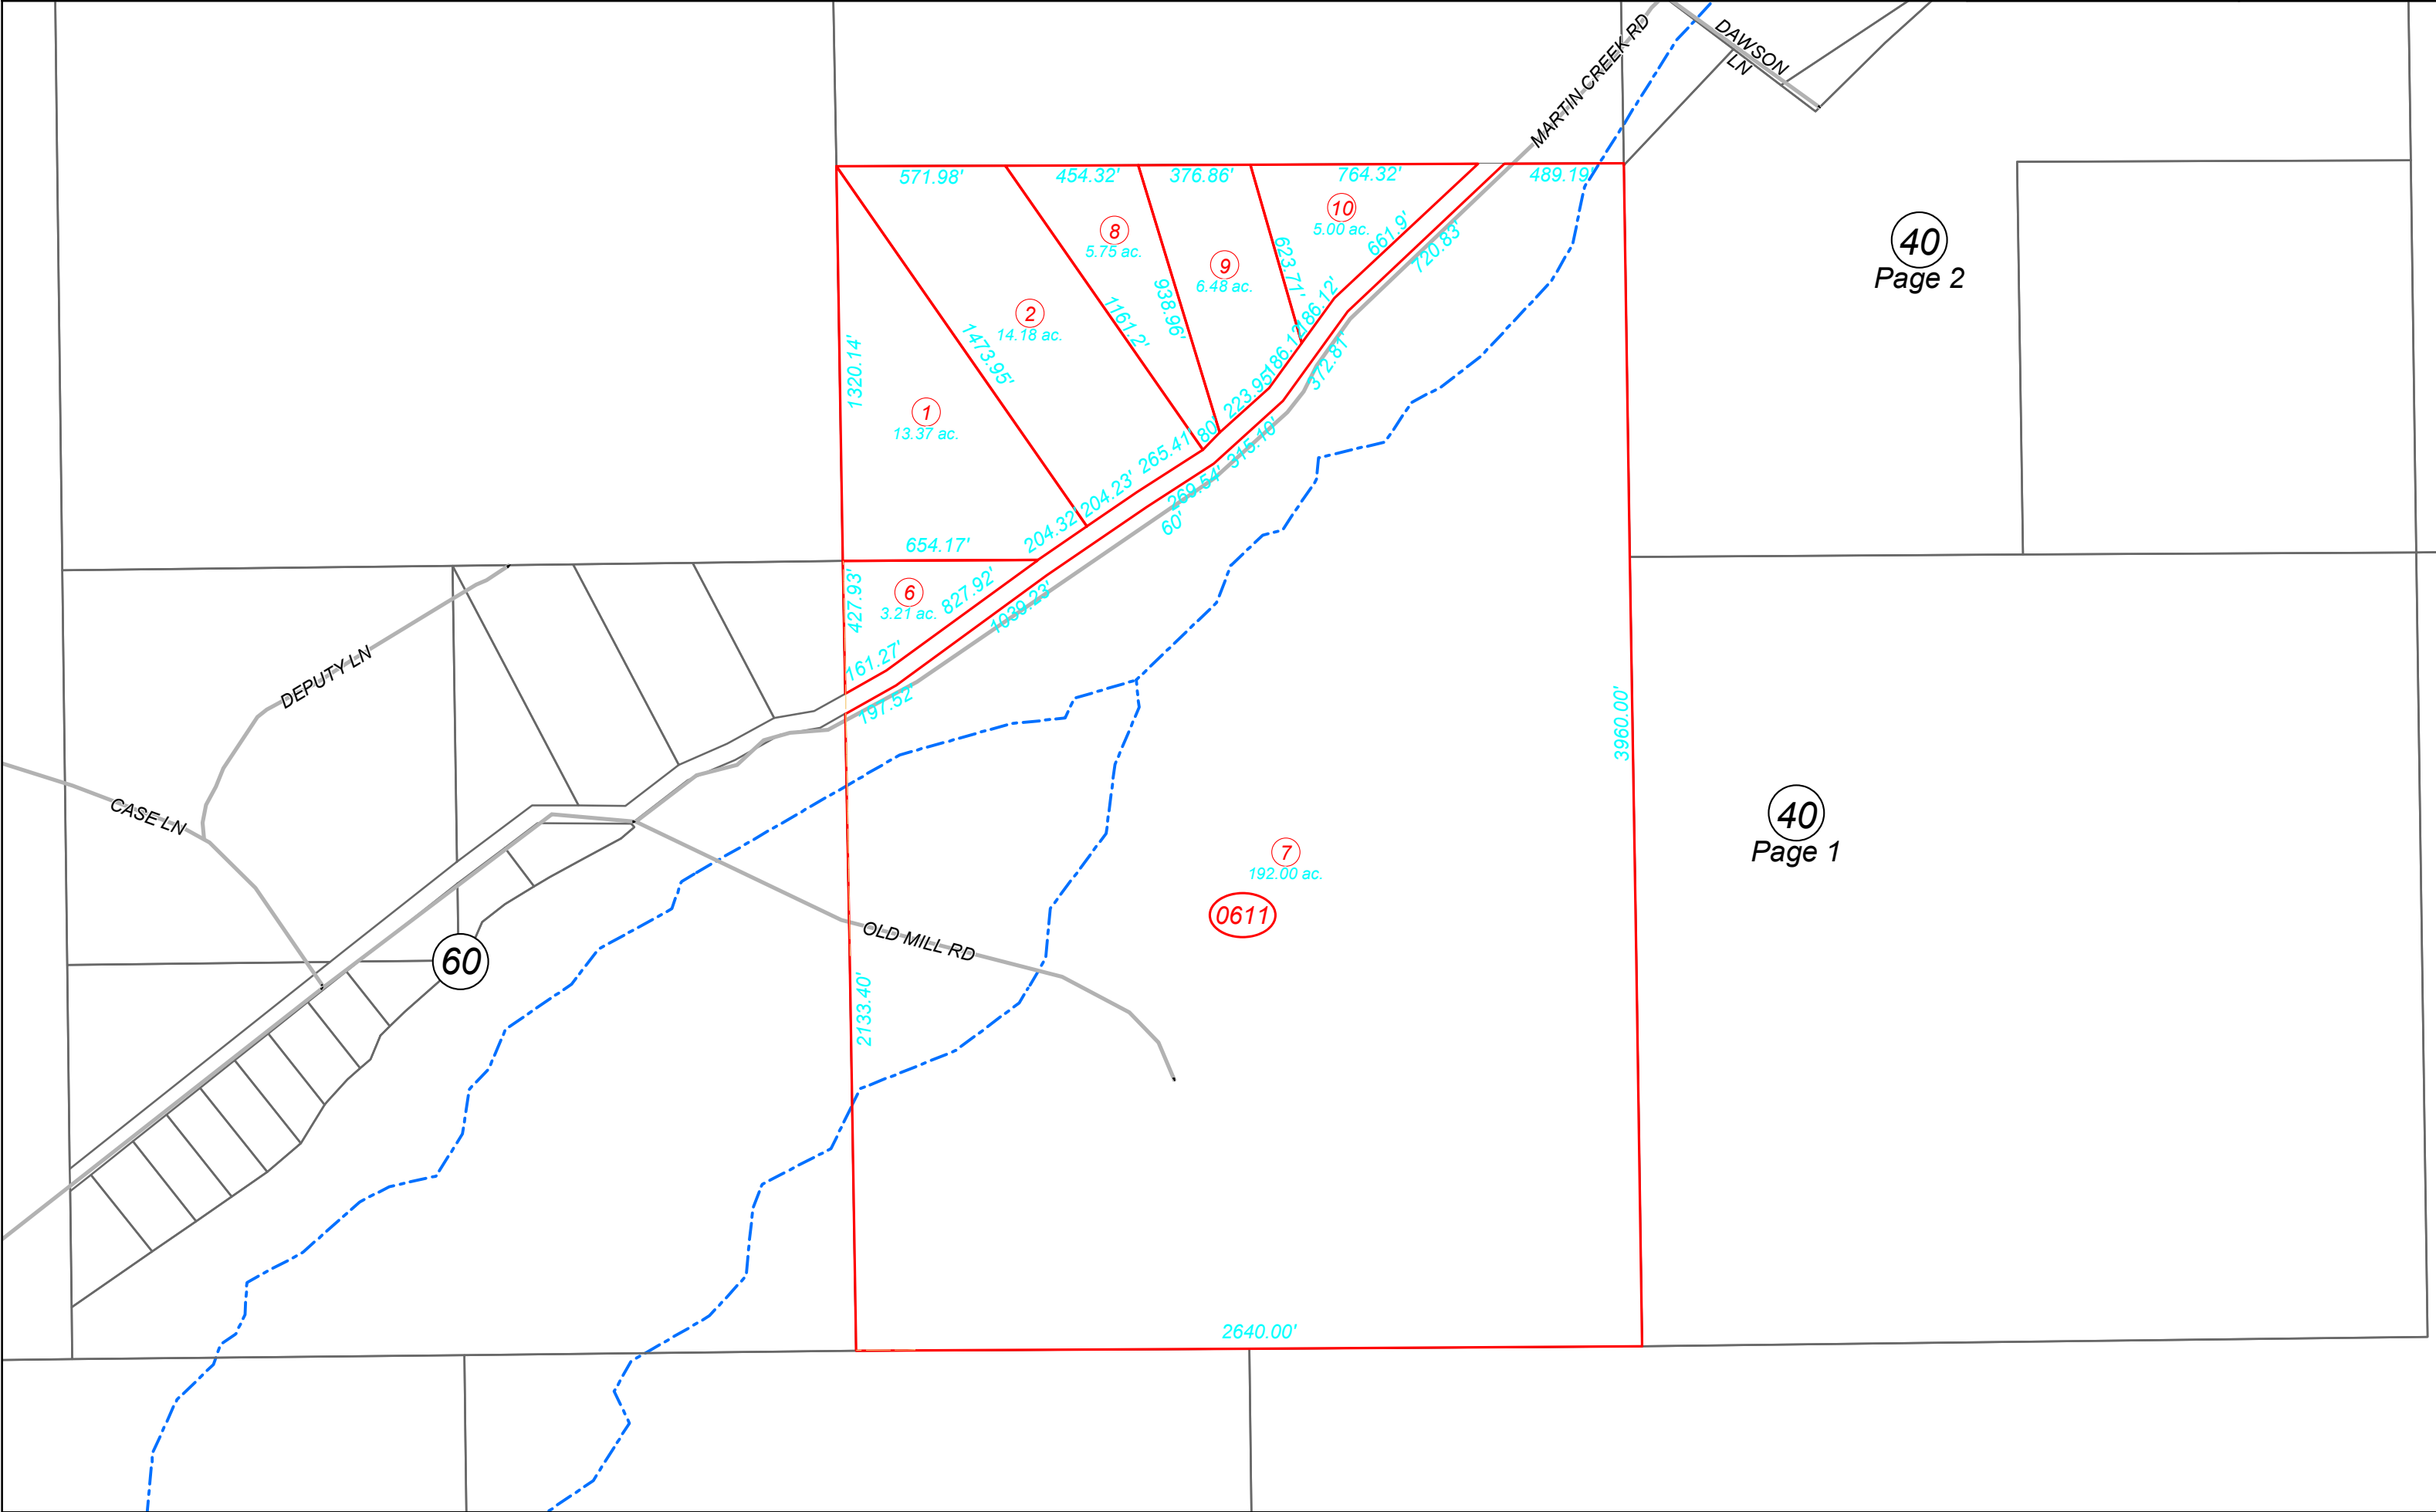 MARTIN CREEK RD
DAWSON
LN
571.98'
454.32'
376.86'
764.32'
489.19'
10
5.00 ac.
661.9'
720.83'
8
5.75 ac.
9
6.48 ac.
623.71'
40
Page 2
2
14.18 ac.
1161.2'
938.96'
186.12'
186.12'
1473.95'
1320.14'
372.81'
1
13.37 ac.
223.95'
80'
265.41'
315.10'
204.23'
269.54'
204.32'
60'
654.17'
427.93'
6
3.21 ac.
827.92'
1039.23'
161.27'
197.52'
DEPUTY LN
CASE LN
3960.00'
40
Page 1
7
192.00 ac.
0611
OLD MILL RD
60
2133.40'
2640.00'